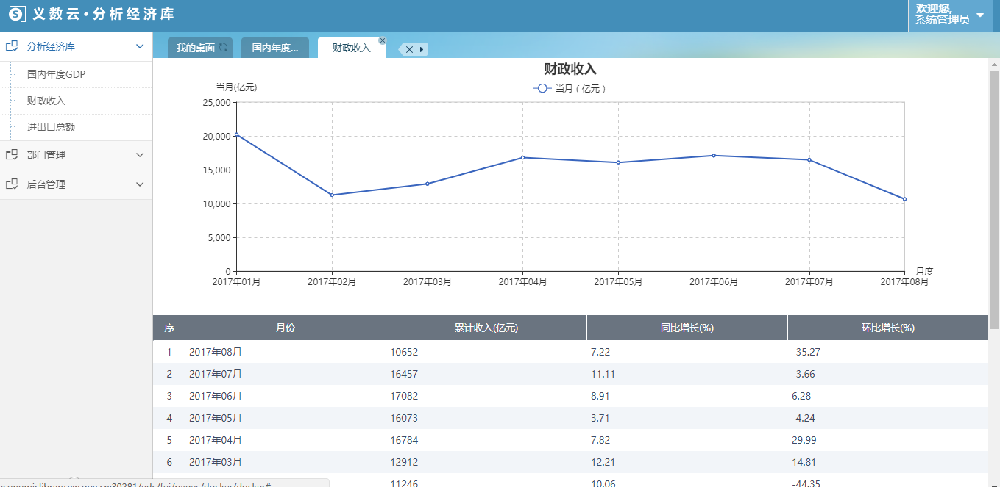 义数云·分析经济库
欢迎您,
系统管理员
分析经济库
国内年度GDP
财政收入
进出口总额
部门管理
后台管理
我的桌面
国内年度...
财政收入
财政收入
当月(亿元)
当月（亿元）
25,000
20,000
15,000
10,000
5,000
0
2017年01月 2017年02月 2017年03月 2017年04月 2017年05月 2017年06月 2017年07月 2017年08月
月度
序 月份 累计收入(亿元) 同比增长(%) 环比增长(%)
1 2017年08月 10652 7.22 -35.27
2 2017年07月 16457 11.11 -3.66
3 2017年06月 17082 8.91 6.28
4 2017年05月 16073 3.71 -4.24
5 2017年04月 16784 7.82 29.99
6 2017年03月 12912 12.21 14.81
11246 10.06 -44.35